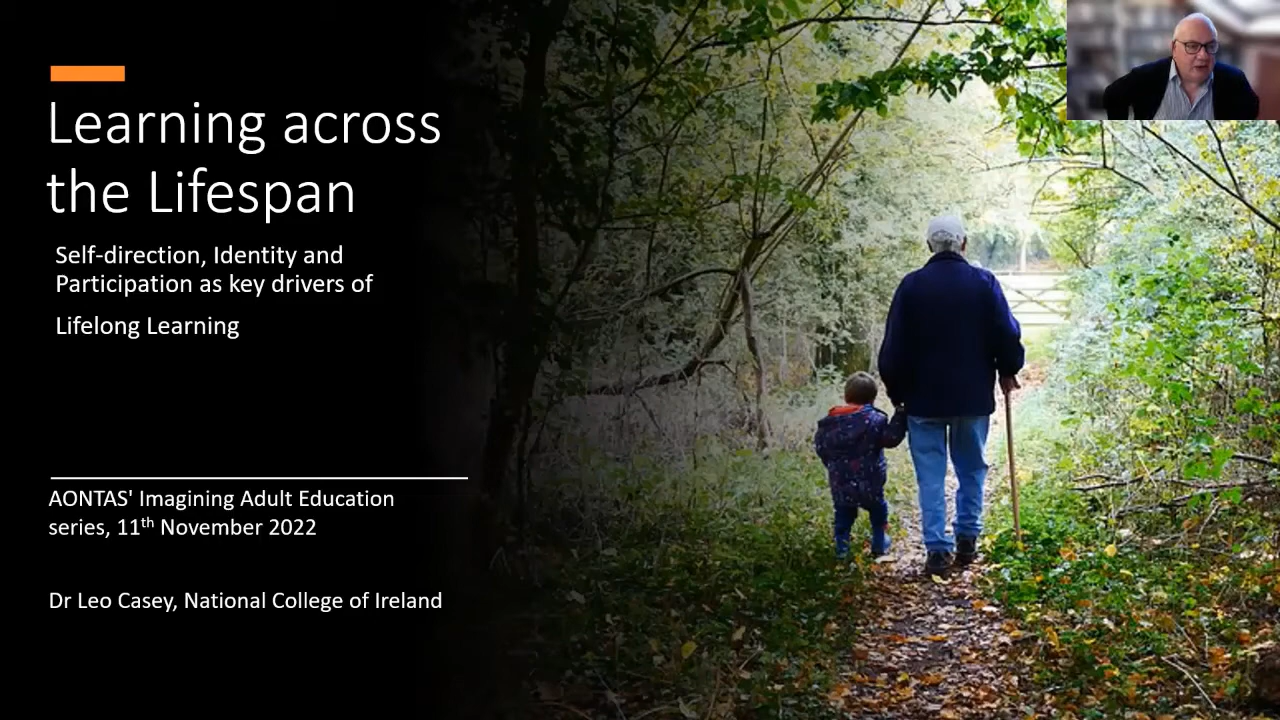 Learning across
the Lifespan
Self-direction, Identity and
Participation as key drivers of
Lifelong Learning
AONTAS' Imagining Adult Education
series, 11th November 2022
Dr Leo Casey, National College of Ireland